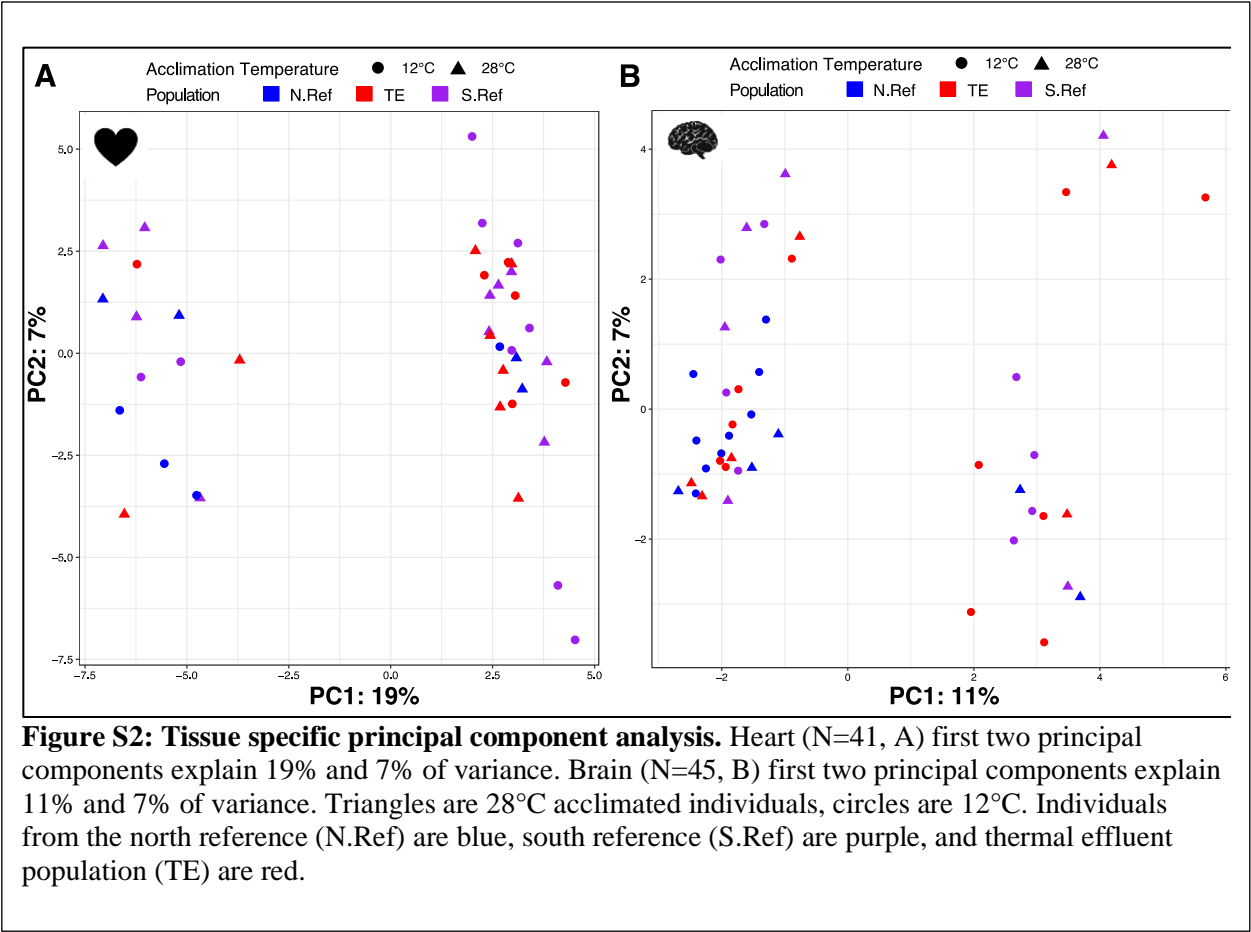 A
Acclimation Temperature 12°C 28°C
Population N.Ref TE S.Ref
5.0
2.5
0.0
−2.5
−5.0
−7.5
PC2: 7%
−7.5 −5.0 −2.5 0.0 2.5 5.0
PC1: 19%
B
Acclimation Temperature 12°C 28°C
Population N.Ref TE S.Ref
4
2
0
−2
PC2: 7%
−2 0 2 4 6
PC1: 11%
Figure S2: Tissue specific principal component analysis. Heart (N=41, A) first two principal
components explain 19% and 7% of variance. Brain (N=45, B) first two principal components explain
11% and 7% of variance. Triangles are 28°C acclimated individuals, circles are 12°C. Individuals
from the north reference (N.Ref) are blue, south reference (S.Ref) are purple, and thermal effluent
population (TE) are red.